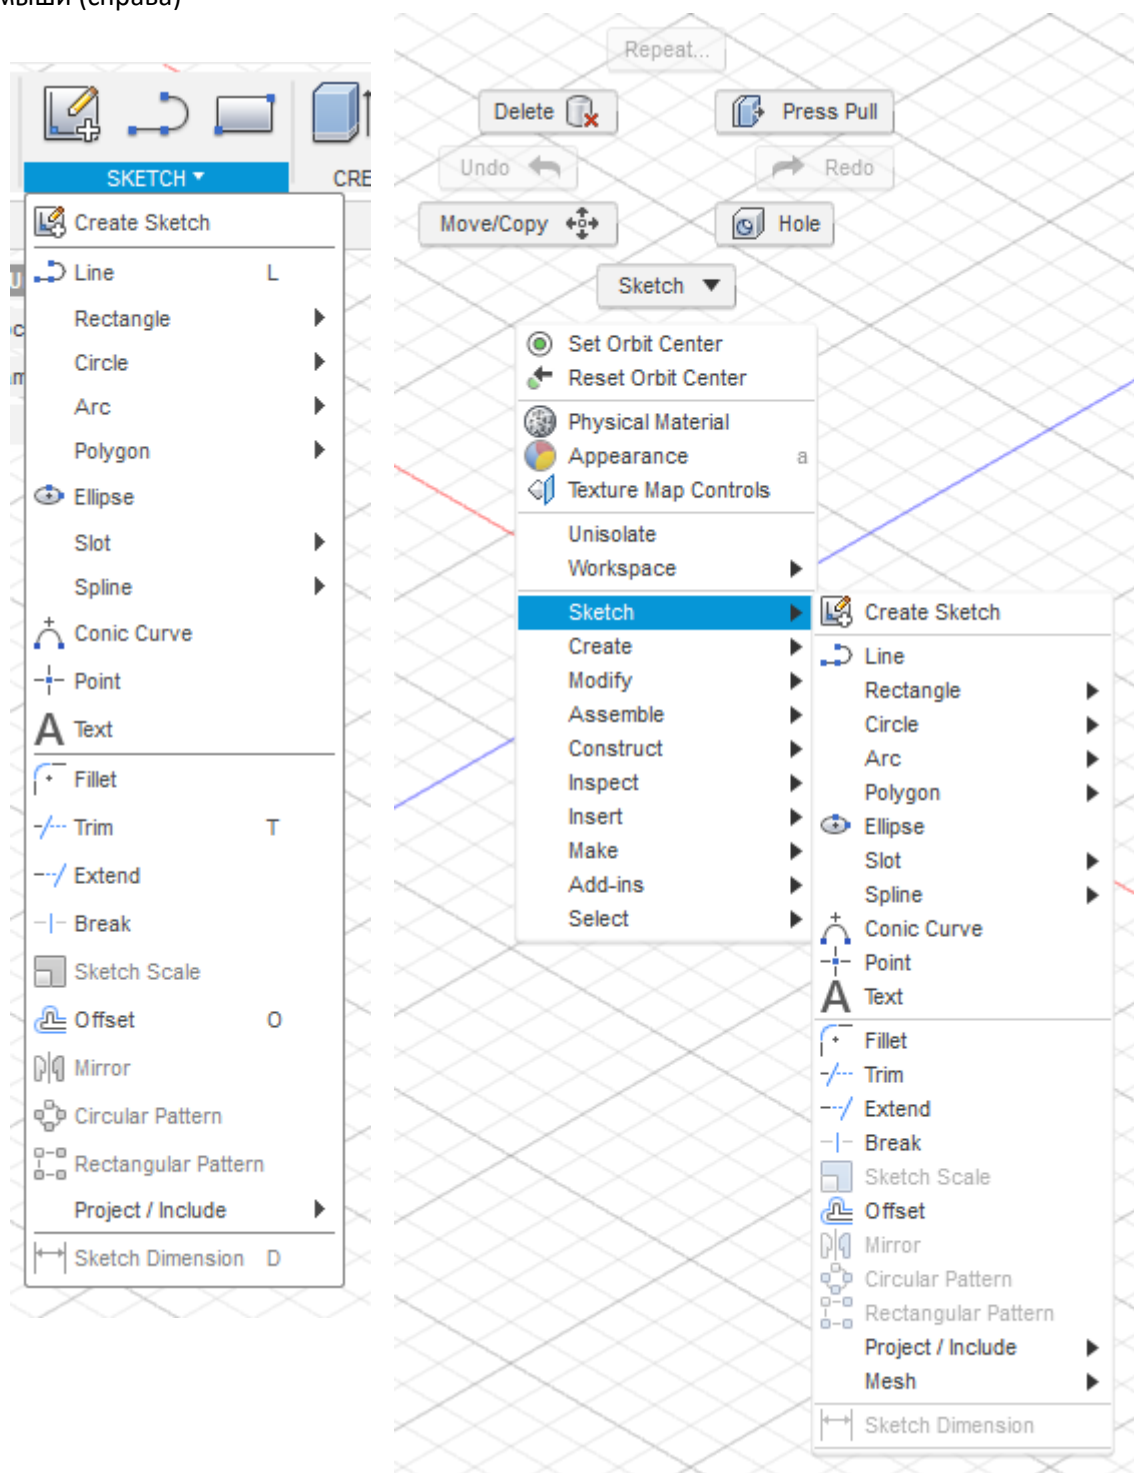 мыши (справа)
SKETCH
CRE
Create Sketch
Line L
Rectangle
Circle
Arc
Polygon
Ellipse
Slot
Spline
Conic Curve
Point
A Text
Fillet
Trim T
Extend
Break
Sketch Scale
Offset O
Mirror
Circular Pattern
Rectangular Pattern
Project / Include
Sketch Dimension D
Repeat...
Delete Press Pull
Undo Redo
Move/Copy Hole
Sketch
Set Orbit Center
Reset Orbit Center
Physical Material
Appearance a
Texture Map Controls
Unisolate
Workspace
Sketch
Create
Modify
Assemble
Construct
Inspect
Insert
Make
Add-ins
Select
Create Sketch
Line
Rectangle
Circle
Arc
Polygon
Ellipse
Slot
Spline
Conic Curve
Point
A Text
Fillet
Trim
Extend
Break
Sketch Scale
Offset
Mirror
Circular Pattern
Rectangular Pattern
Project / Include
Mesh
Sketch Dimension